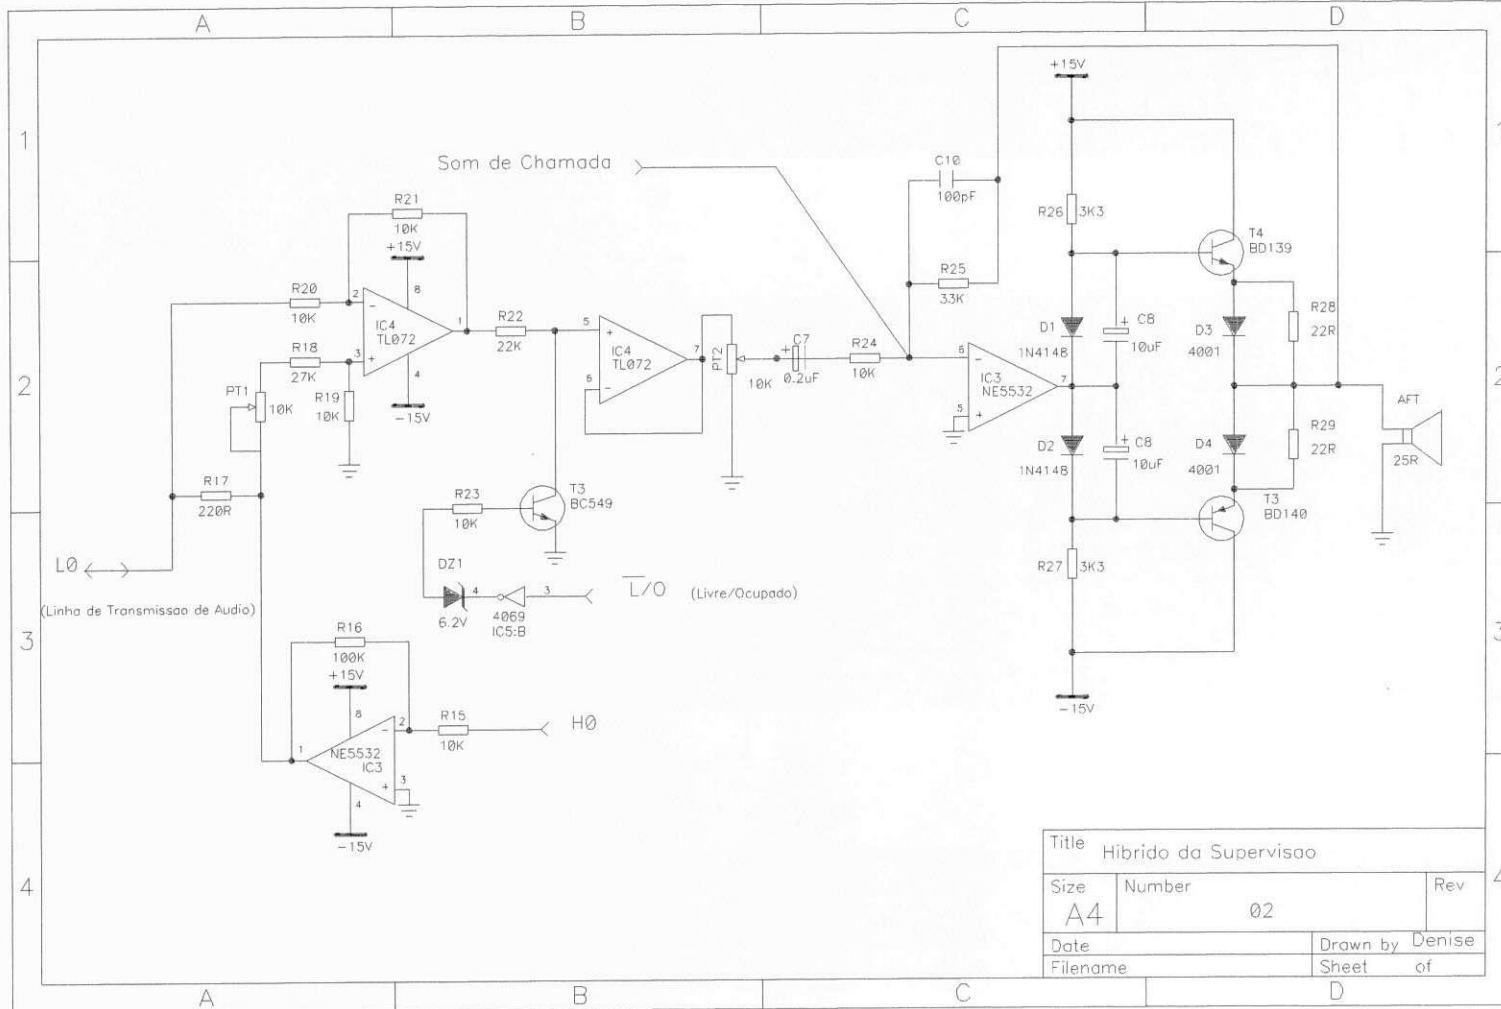 A B C D
1
2
3
4
+15V
Som de Chamada
C10
100pF
R21
10K
+15V
R26 3K3
T4
BD139
R20
10K
2
8
1
R22
22K
5
7
6
IC4
TL072
R18
27K
3
4
-15V
PT1
10K
R19
10K
IC4
TL072
PT2
10K
C7
+
0.2uF
R24
10K
R25
33K
6
7
5
IC3
NE5532
D1
1N4148
+
C8
10uF
D3
4001
R28
22R
D2
1N4148
+
C8
10uF
D4
4001
R29
22R
AFT
25R
R17
220R
R23
10K
T3
BC549
T3
BD140
L0
(Linha de Transmissao de Audio)
DZ1
6.2V
4
3
4069
IC5:B
L/O (Livre/Ocupado)
R27 3K3
-15V
R16
100K
+15V
8
2
1
3
4
NE5532
IC3
R15
10K
H0
-15V
Title Hibrido da Supervisao
Size
A4
Number
02
Rev
Date
Drawn by Denise
Filename
Sheet of
A B C D